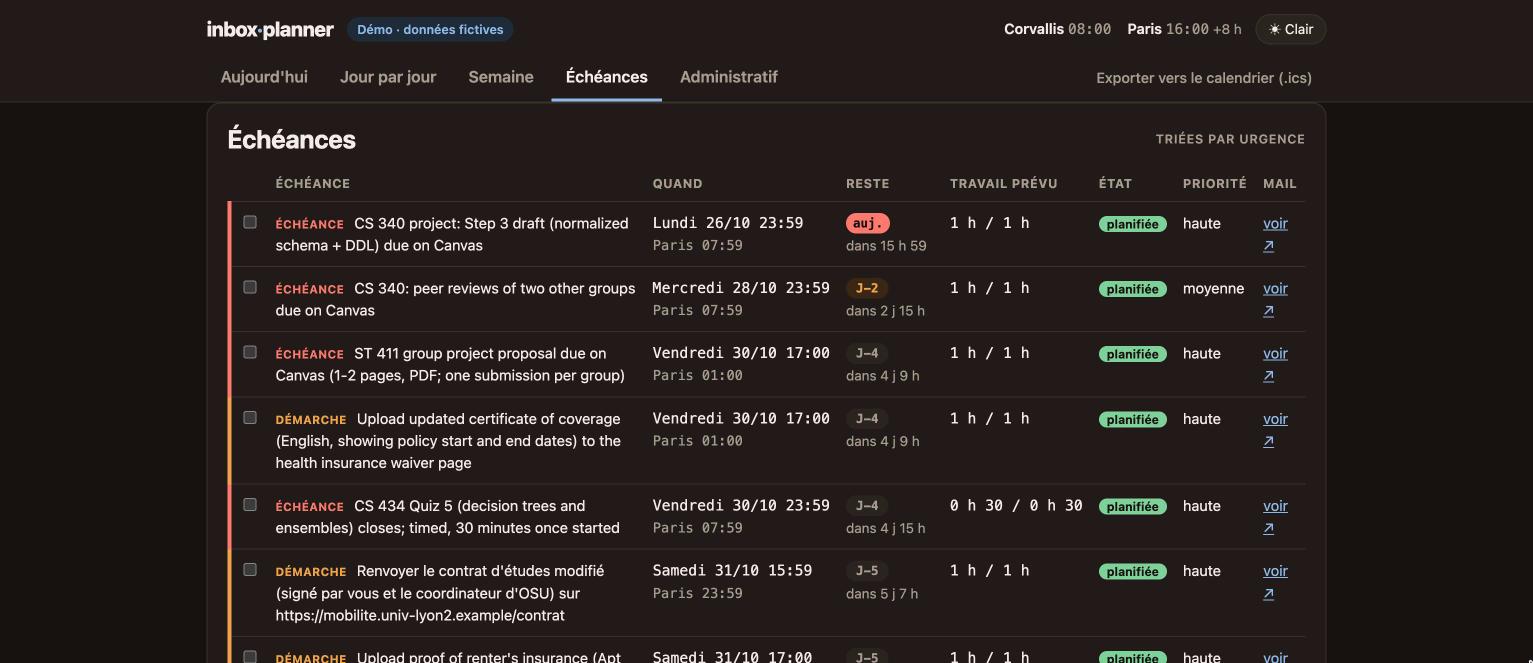 inbox·planner Démo · données fictives Corvallis 08:00 Paris 16:00 +8 h ☀ Clair
Aujourd'hui Jour par jour Semaine Échéances Administratif Exporter vers le calendrier (.ics)
Échéances TRIÉES PAR URGENCE
ÉCHÉANCE QUAND RESTE TRAVAIL PRÉVU ÉTAT PRIORITÉ MAIL
ÉCHÉANCE CS 340 project: Step 3 draft (normalized Lundi 26/10 23:59 auj. 1 h / 1 h planifiée haute voir
schema + DDL) due on Canvas Paris 07:59 dans 15 h 59 ↗
ÉCHÉANCE CS 340: peer reviews of two other groups Mercredi 28/10 23:59 J−2 1 h / 1 h planifiée moyenne voir
due on Canvas Paris 07:59 dans 2 j 15 h ↗
ÉCHÉANCE ST 411 group project proposal due on Vendredi 30/10 17:00 J−4 1 h / 1 h planifiée haute voir
Canvas (1-2 pages, PDF; one submission per group) Paris 01:00 dans 4 j 9 h ↗
DÉMARCHE Upload updated certificate of coverage Vendredi 30/10 17:00 J−4 1 h / 1 h planifiée haute voir
(English, showing policy start and end dates) to the Paris 01:00 dans 4 j 9 h ↗
health insurance waiver page
ÉCHÉANCE CS 434 Quiz 5 (decision trees and Vendredi 30/10 23:59 J−4 0 h 30 / 0 h 30 planifiée haute voir
ensembles) closes; timed, 30 minutes once started Paris 07:59 dans 4 j 15 h ↗
DÉMARCHE Renvoyer le contrat d'études modifié Samedi 31/10 15:59 J−5 1 h / 1 h planifiée haute voir
(signé par vous et le coordinateur d'OSU) sur Paris 23:59 dans 5 j 7 h ↗
https://mobilite.univ-lyon2.example/contrat
DÉMARCHE Upload proof of renter's insurance (Apt Samedi 31/10 17:00 J−5 1 h / 1 h planifiée haute voir